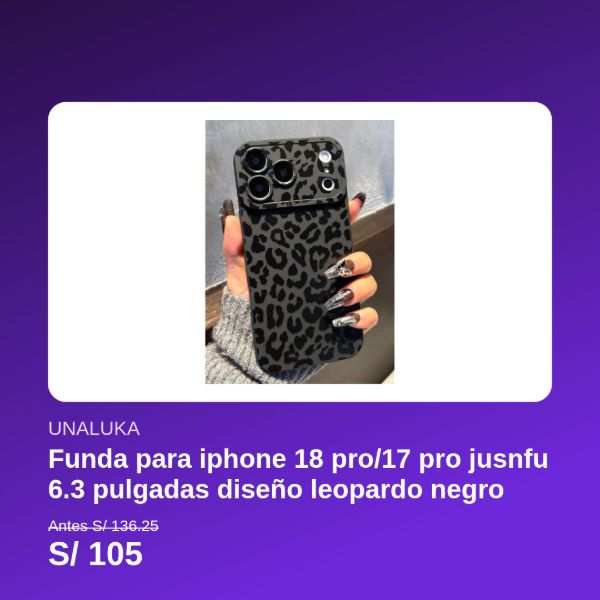 UNALUKA
Funda para iphone 18 pro/17 pro jusnfu
6.3 pulgadas diseño leopardo negro
Antes S/ 136.25
S/ 105